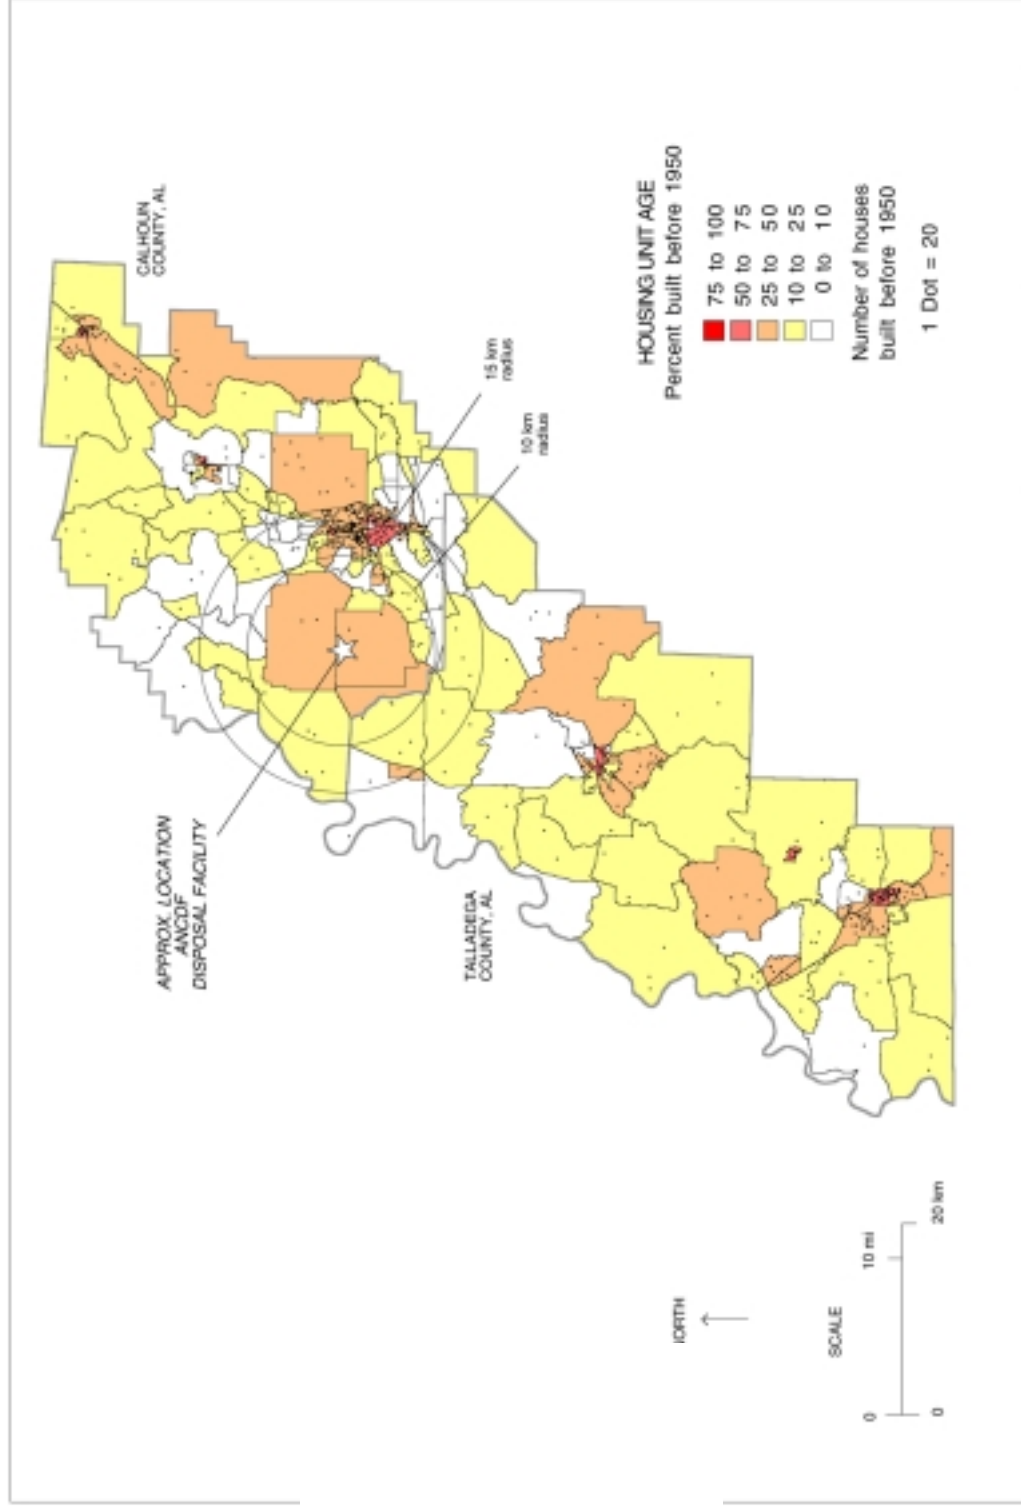 CALHOUN
COUNTY, AL
15 km
radius
10 km
radius
APPROX. LOCATION
ANCDF
DISPOSAL FACILITY
TALLADEGA
COUNTY, AL
HOUSING UNIT AGE
Percent built before 1950
75 to 100
50 to 75
25 to 50
10 to 25
0 to 10
Number of houses
built before 1950
1 Dot = 20
IORTH
SCALE
0 10 mi
0 20 km